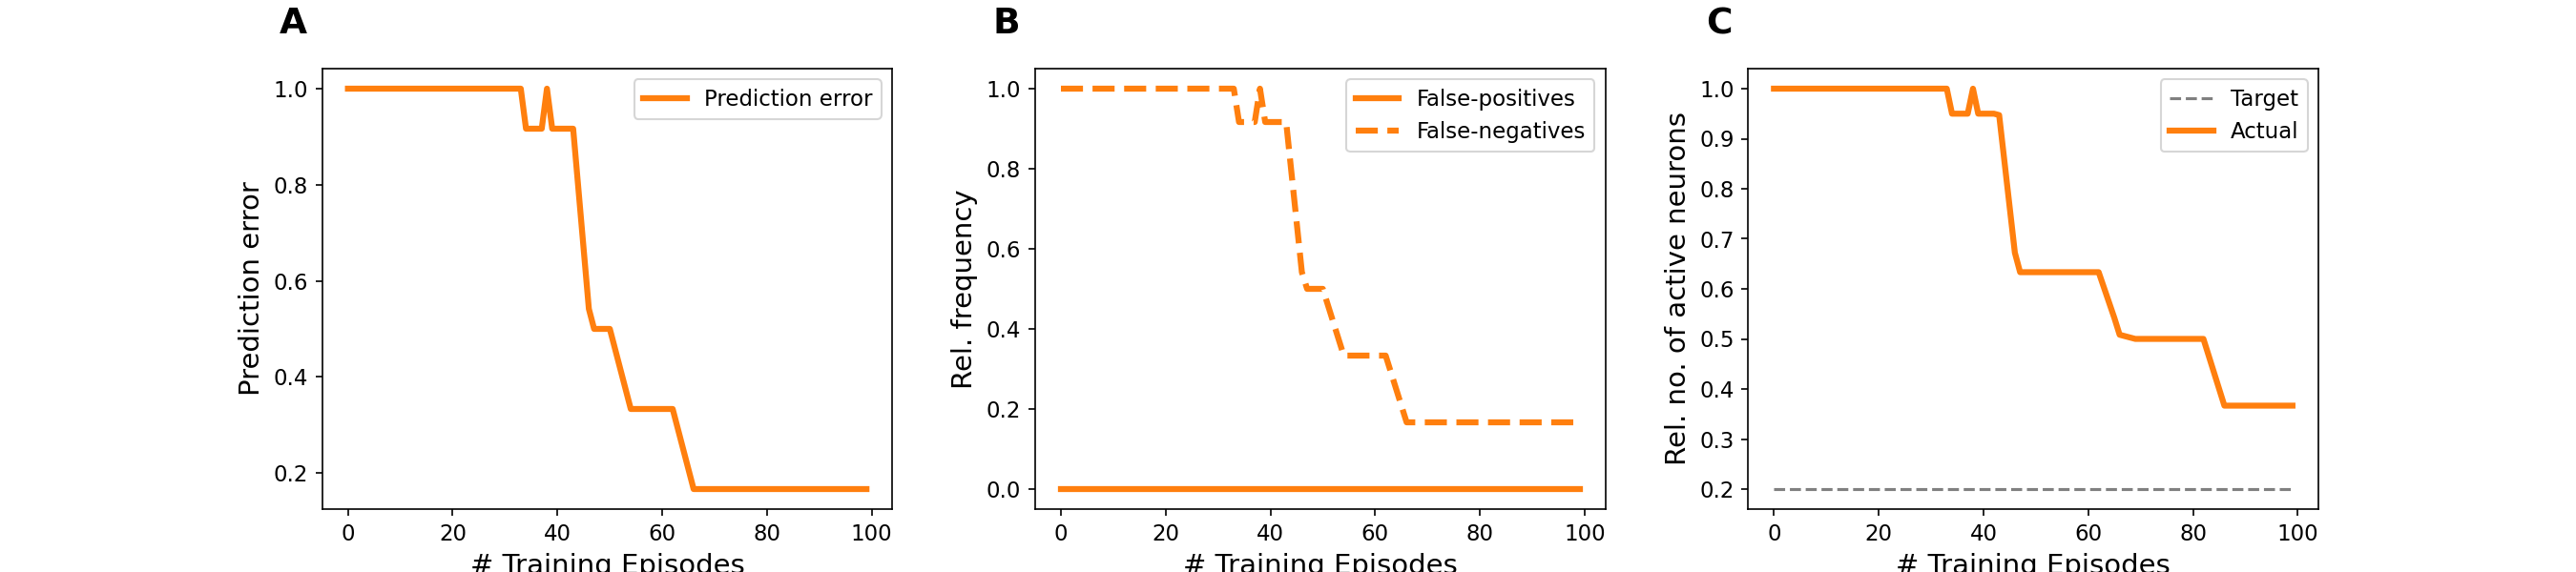 A
Prediction error
1.0
0.8
0.6
0.4
0.2
Prediction error
0
20
40
60
80
100
# Training Episodes
B
False-positives
False-negatives
1.0
0.8
0.6
0.4
0.2
0.0
Rel. frequency
0
20
40
60
80
100
# Training Episodes
C
Target
Actual
1.0
0.9
0.8
0.7
0.6
0.5
0.4
0.3
0.2
Rel. no. of active neurons
0
20
40
60
80
100
# Training Episodes